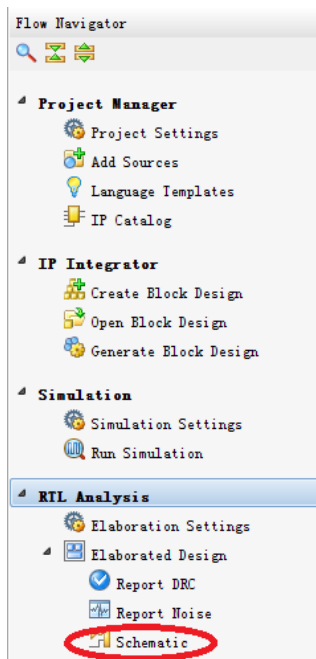 Flow Navigator
Project Manager
Project Settings
Add Sources
Language Templates
IP Catalog
IP Integrator
Create Block Design
Open Block Design
Generate Block Design
Simulation
Simulation Settings
Run Simulation
RTL Analysis
Elaboration Settings
Elaborated Design
Report DRC
Report Noise
Schematic